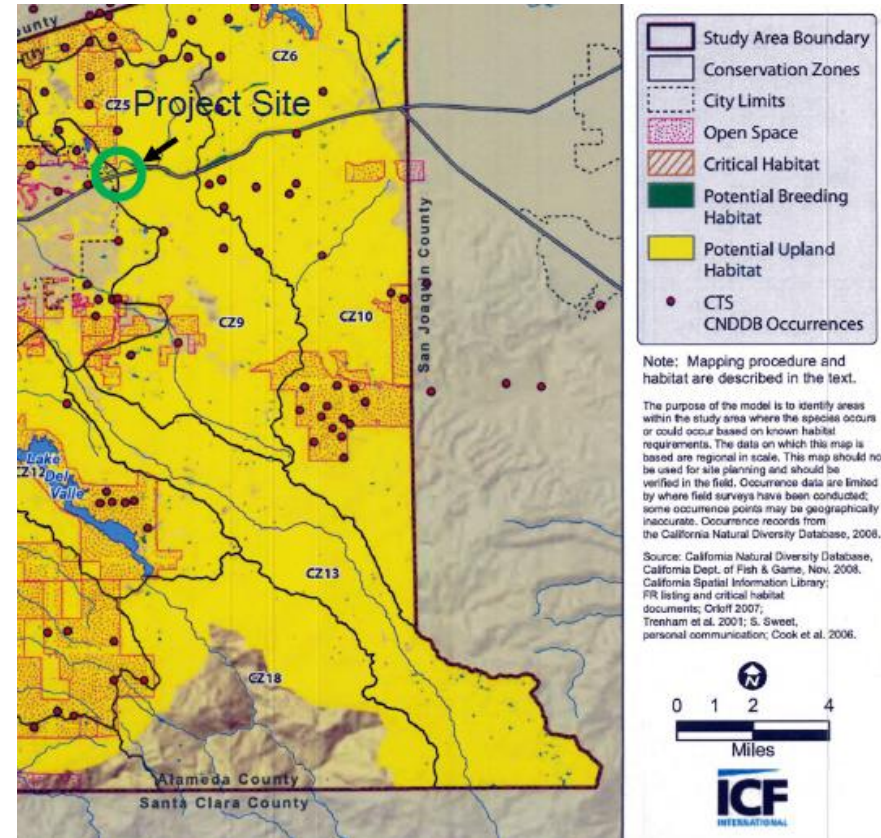 ounty
CZ6
CZ5
Project Site
San Joaquin County
CZ9
CZ10
Lake
Del
Valle
CZ12
CZ13
CZ18
Alameda County
Santa Clara County
Study Area Boundary
Conservation Zones
City Limits
Open Space
Critical Habitat
Potential Breeding
Habitat
Potential Upland
Habitat
CTS
CNDDB Occurrences
Note: Mapping procedure and
habitat are described in the text.
The purpose of the model is to identify areas
within the study area where the species occurs
or could occur based on known habitat
requirements. The data on which this map is
based are regional in scale. This map should no
be used for site planning and should be
verified in the field. Occurrence data are limited
by where field surveys have been conducted;
some occurrence points may be geographically
inaccurate. Occurrence records from
the California Natural Diversity Database, 2008.
Source: California Natural Diversity Database,
California Dept. of Fish & Game, Nov. 2008.
California Spatial Information Library;
FR listing and critical habitat
documents; Orloff 2007;
Trenham et al. 2001; S. Sweet,
personal communication; Cook et al. 2006.
N
0 1 2 4
Miles
ICF
INTERNATIONAL